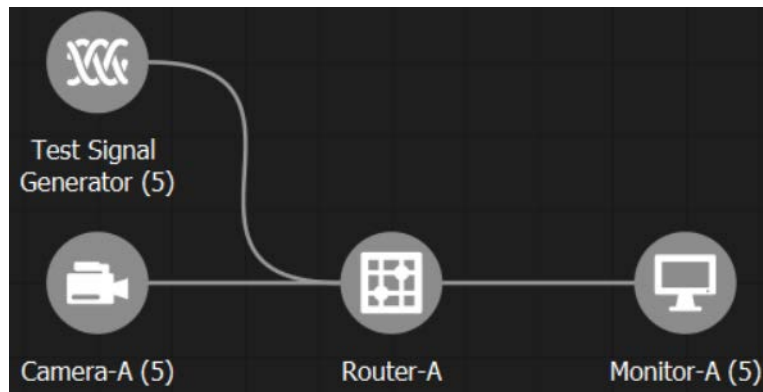 Test Signal
Generator (5)
Camera-A (5)
Router-A
Monitor-A (5)